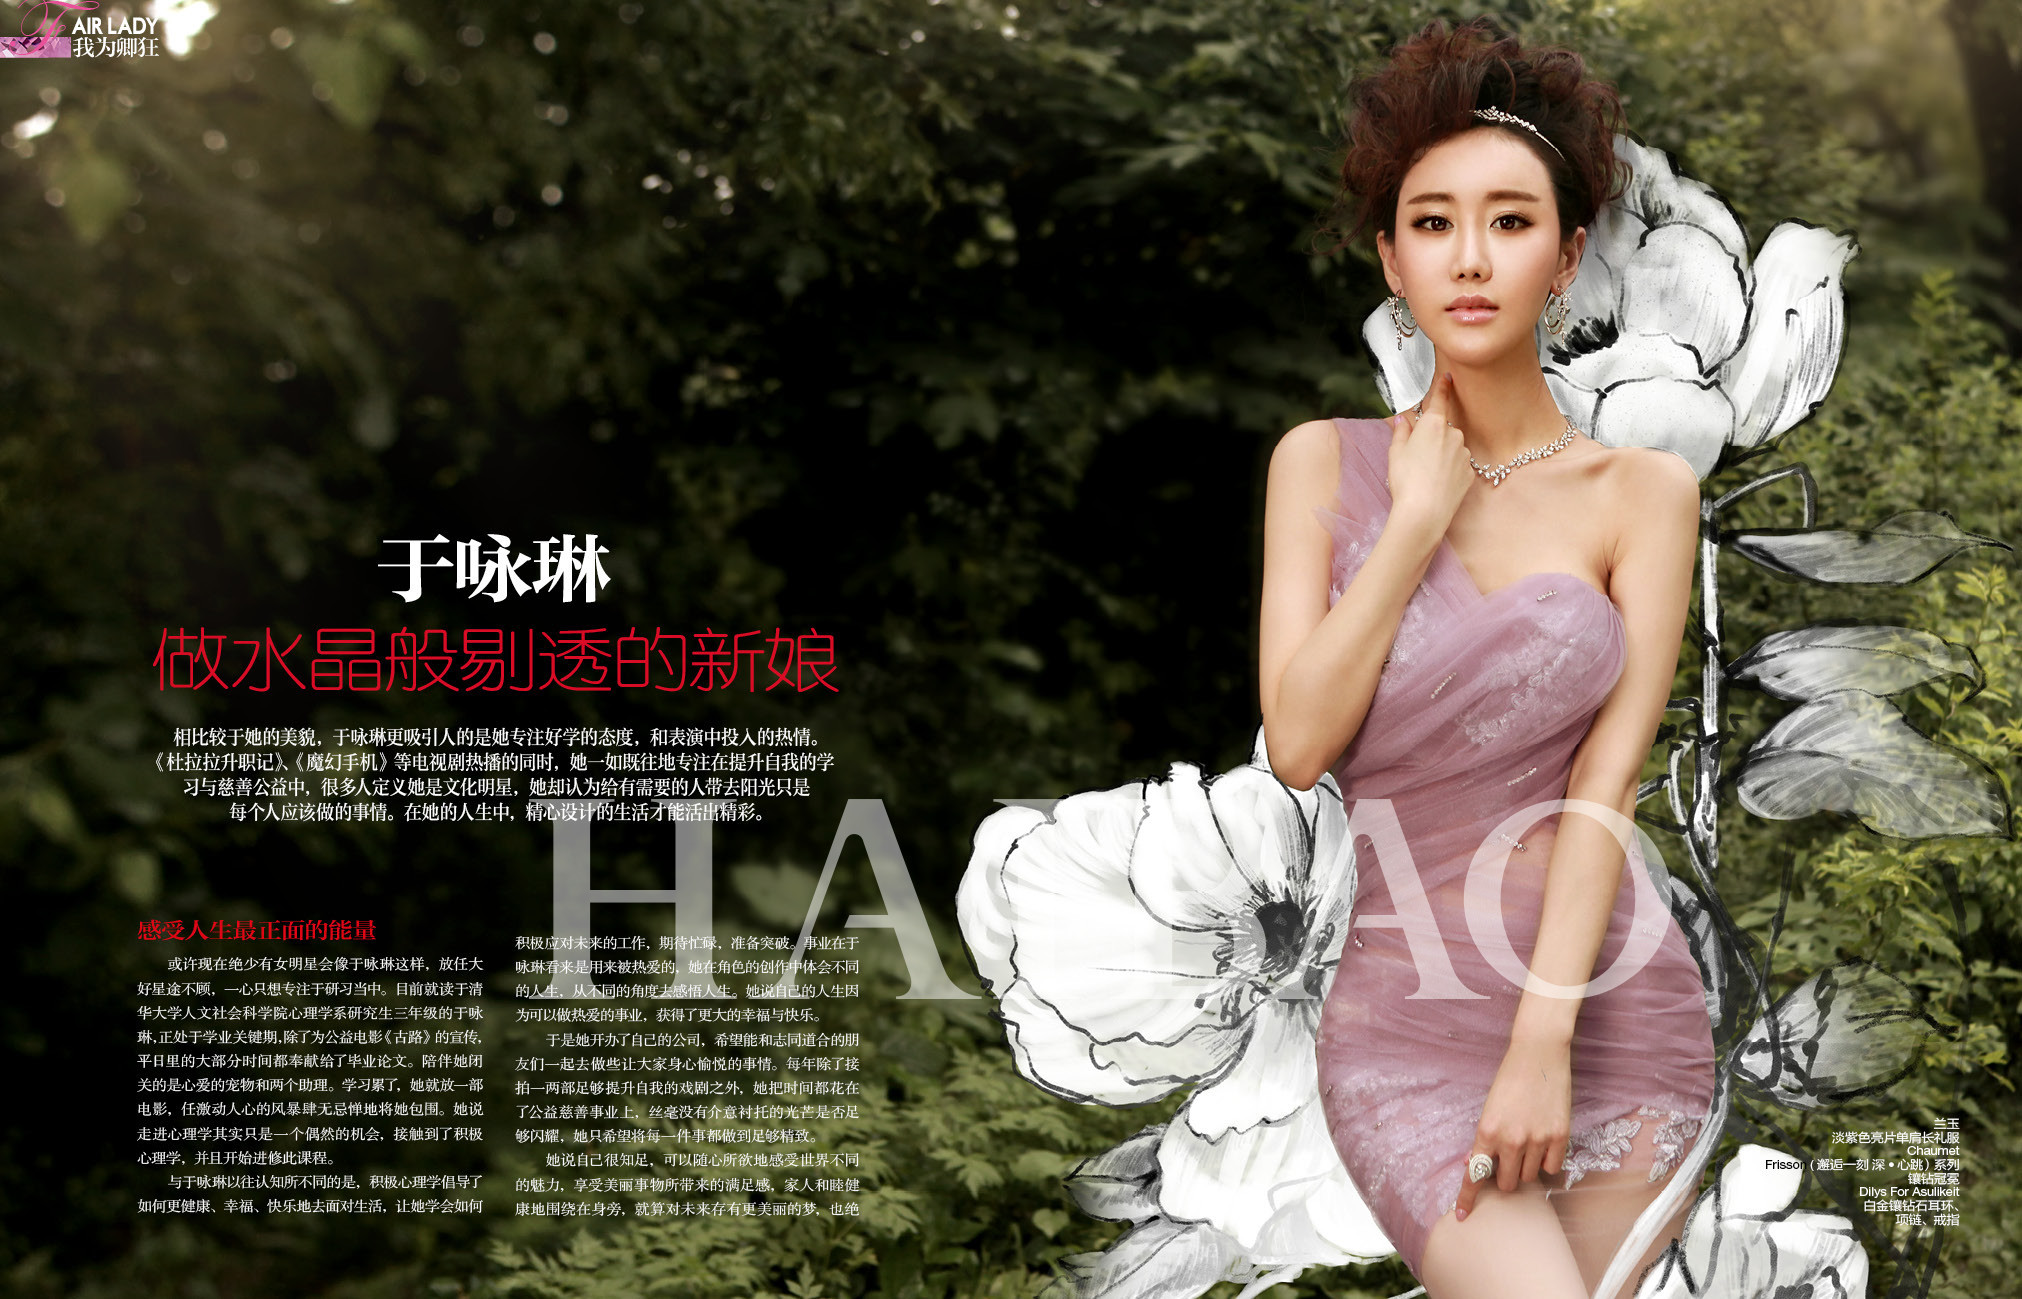 FAIR LADY
我为卿狂
于咏琳
做水晶般剔透的新娘
相比较于她的美貌，于咏琳更吸引人的是她专注好学的态度，和表演中投入的热情。
《杜拉拉升职记》、《魔幻手机》等电视剧热播的同时，她一如既往地专注在提升自我的学
习与慈善公益中，很多人定义她是文化明星，她却认为给有需要的人带去阳光只是
每个人应该做的事情。在她的人生中，精心设计的生活才能活出精彩。
HAIBAO
感受人生最正面的能量
或许现在绝少有女明星会像于咏琳这样，放任大
好星途不顾，一心只想专注于研习当中。目前就读于清
华大学人文社会科学院心理学系研究生三年级的于咏
琳，正处于学业关键期，除了为公益电影《古路》的宣传，
平日里的大部分时间都奉献给了毕业论文。陪伴她闭
关的是心爱的宠物和两个助理。学习累了，她就放一部
电影，任激动人心的风暴肆无忌惮地将她包围。她说
走进心理学其实只是一个偶然的机会，接触到了积极
心理学，并且开始进修此课程。
与于咏琳以往认知所不同的是，积极心理学倡导了
如何更健康、幸福、快乐地去面对生活，让她学会如何
积极应对未来的工作，期待忙碌，准备突破。事业在于
咏琳看来是用来被热爱的，她在角色的创作中体会不同
的人生，从不同的角度去感悟人生。她说自己的人生因
为可以做热爱的事业，获得了更大的幸福与快乐。
于是她开办了自己的公司，希望能和志同道合的朋
友们一起去做些让大家身心愉悦的事情。每年除了接
拍一两部足够提升自我的戏剧之外，她把时间都花在
了公益慈善事业上，丝毫没有介意衬托的光芒是否足
够闪耀，她只希望将每一件事都做到足够精致。
她说自己很知足，可以随心所欲地感受世界不同
的魅力，享受美丽事物所带来的满足感，家人和睦健
康地围绕在身旁，就算对未来存有更美丽的梦，也绝
兰玉
淡紫色亮片单肩长礼服
Chaumet
Frisson（邂逅一刻 深•心跳）系列
镶钻冠冕
Dilys For Asulikeit
白金镶钻石耳环、
项链、戒指